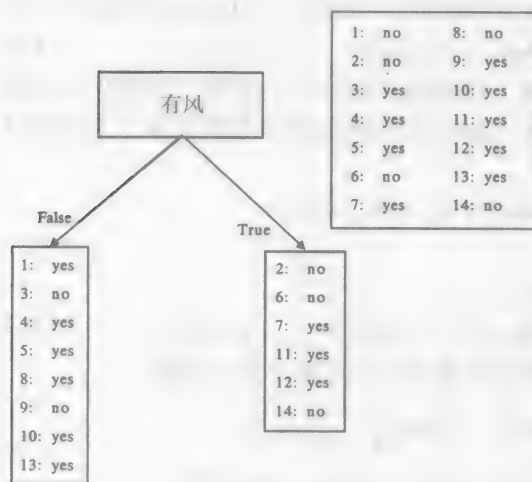 1: no 8: no
2: no 9: yes
3: yes 10: yes
4: yes 11: yes
5: yes 12: yes
6: no 13: yes
7: yes 14: no
有风
False
True
1: yes
3: no
4: yes
5: yes
8: yes
9: no
10: yes
13: yes
2: no
6: no
7: yes
11: yes
12: yes
14: no